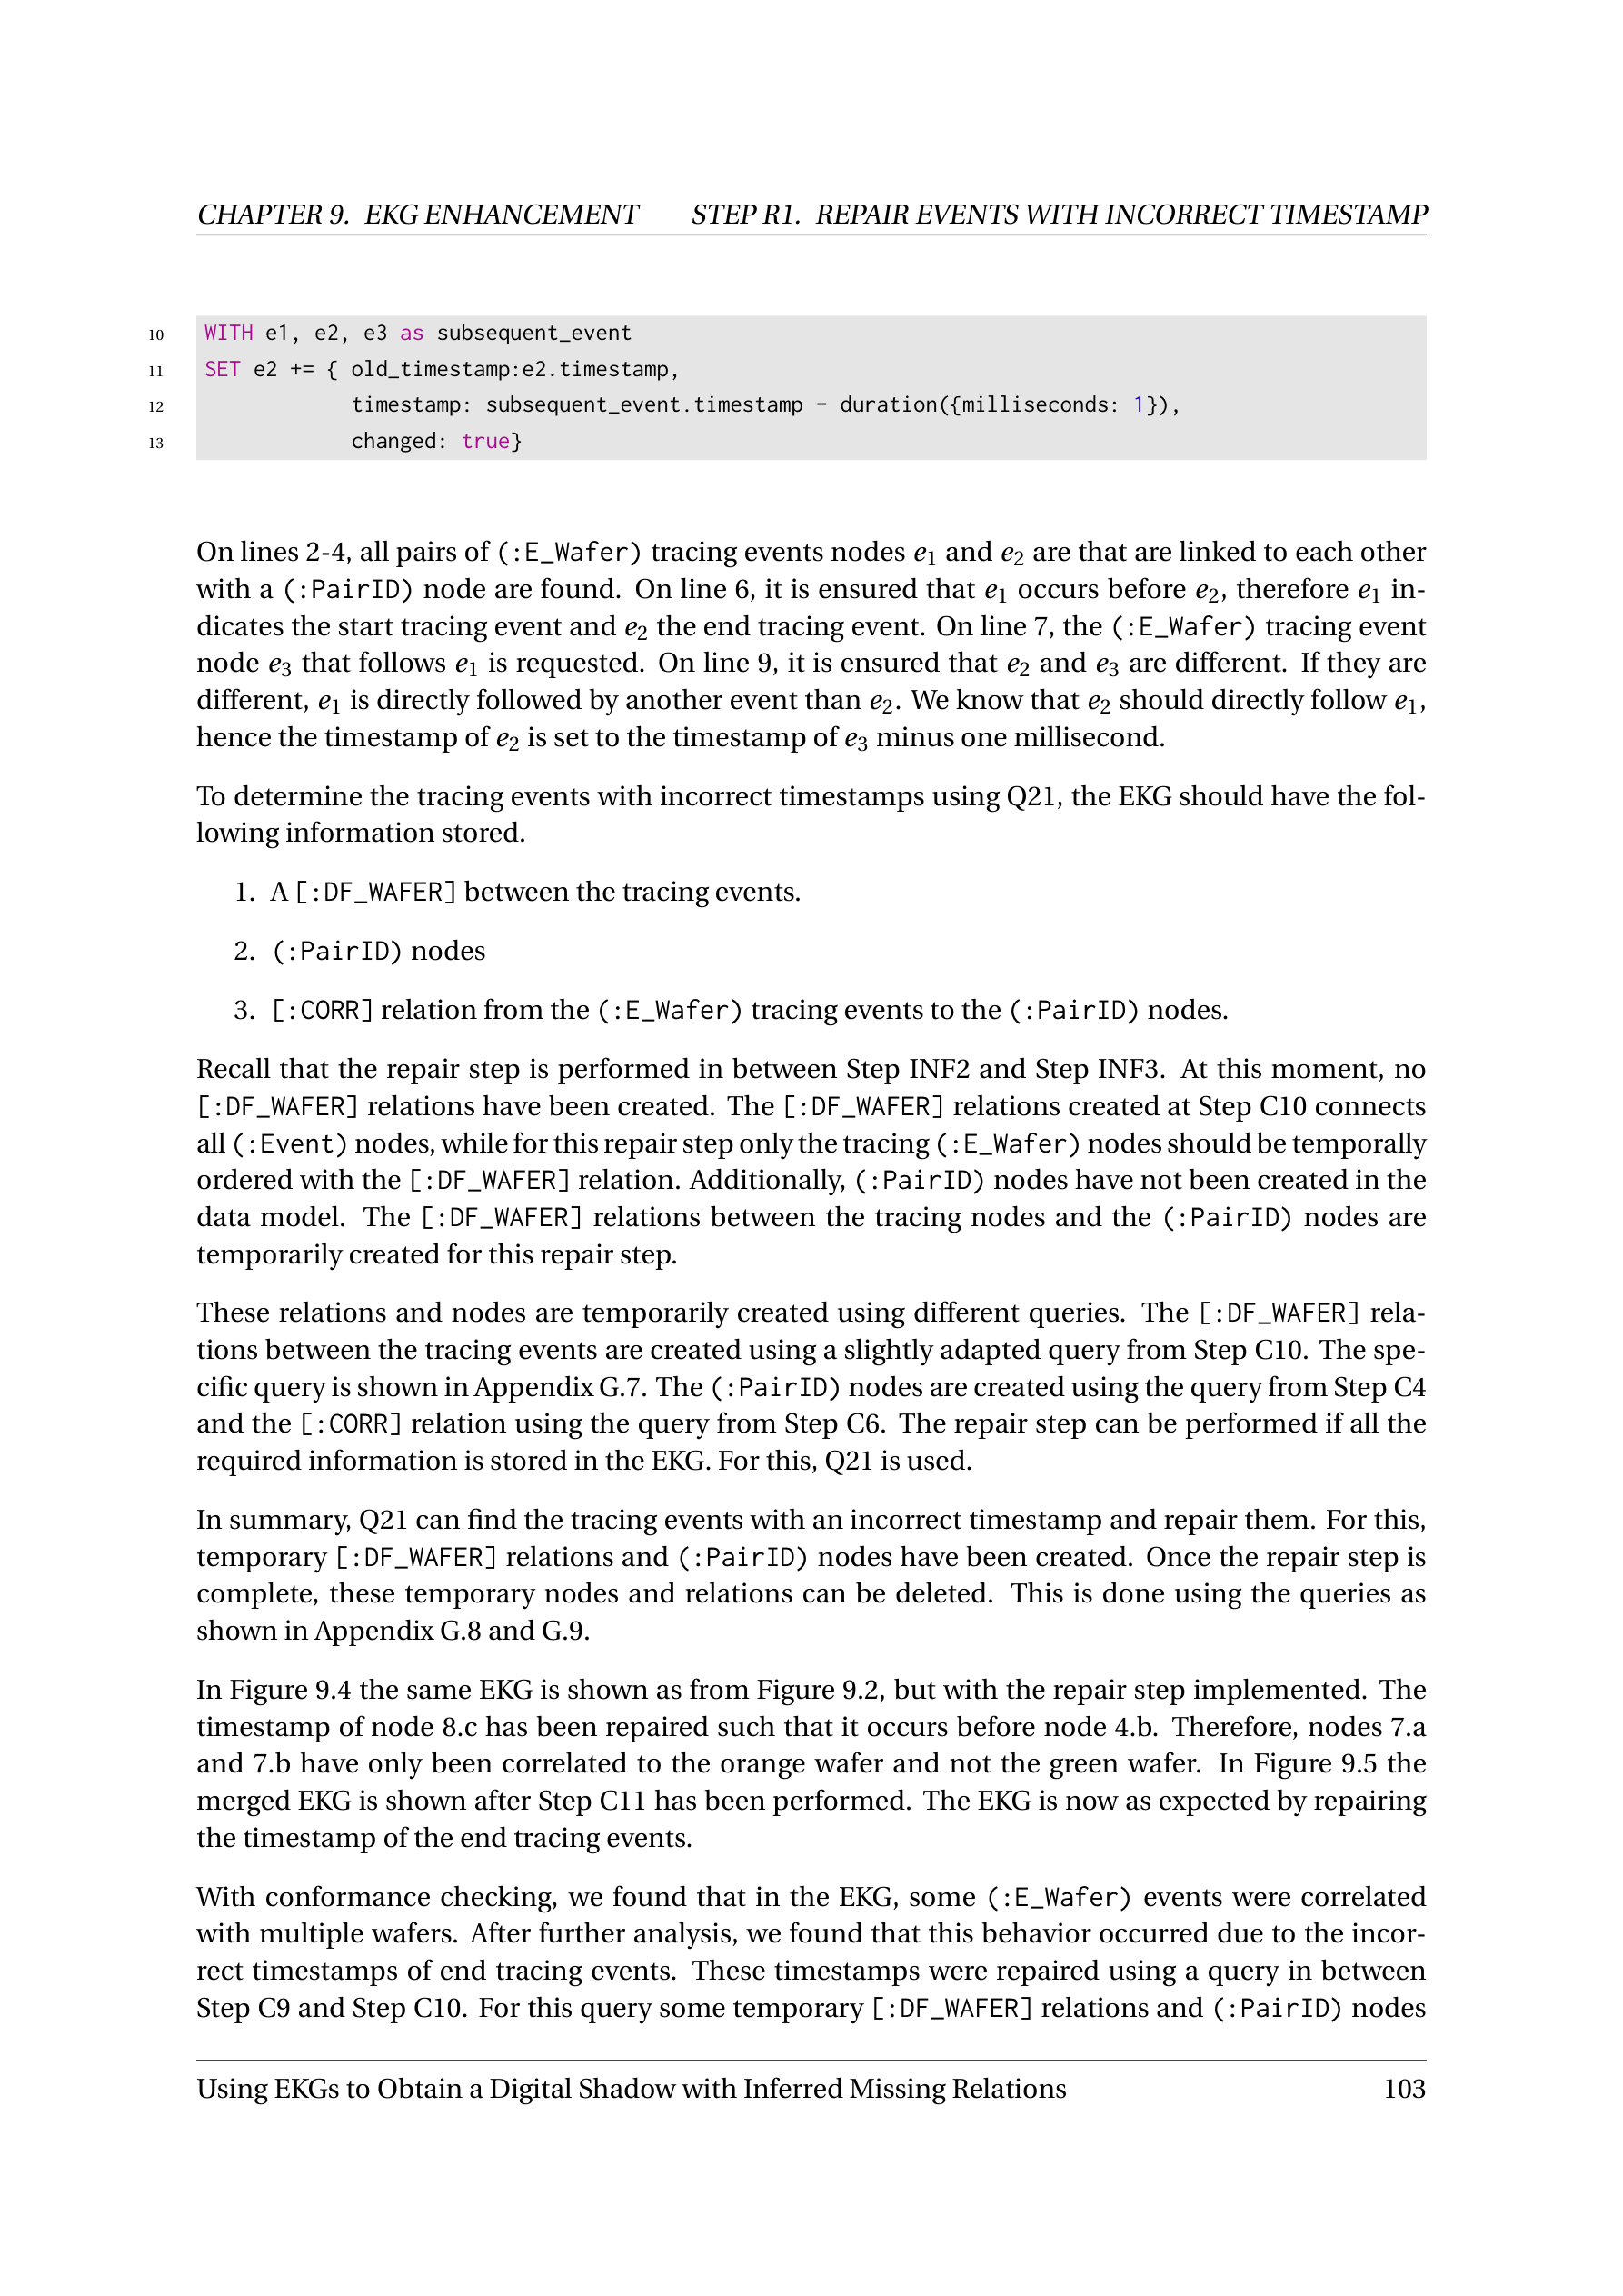 CHAPTER 9. EKG ENHANCEMENT STEP R1. REPAIR EVENTS WITH INCORRECT TIMESTAMP
10 WITH e1, e2, e3 as subsequent_event
11 SET e2 += { old_timestamp:e2.timestamp,
12 timestamp: subsequent_event.timestamp - duration({milliseconds: 1}),
13 changed: true}
On lines 2-4, all pairs of (:E_Wafer) tracing events nodes e1 and e2 are that are linked to each other
with a (:PairID) node are found. On line 6, it is ensured that e1 occurs before e2, therefore e1 in-
dicates the start tracing event and e2 the end tracing event. On line 7, the (:E_Wafer) tracing event
node e3 that follows e1 is requested. On line 9, it is ensured that e2 and e3 are different. If they are
different, e1 is directly followed by another event than e2. We know that e2 should directly follow e1,
hence the timestamp of e2 is set to the timestamp of e3 minus one millisecond.
To determine the tracing events with incorrect timestamps using Q21, the EKG should have the fol-
lowing information stored.
1. A [:DF_WAFER] between the tracing events.
2. (:PairID) nodes
3. [:CORR] relation from the (:E_Wafer) tracing events to the (:PairID) nodes.
Recall that the repair step is performed in between Step INF2 and Step INF3. At this moment, no
[:DF_WAFER] relations have been created. The [:DF_WAFER] relations created at Step C10 connects
all (:Event) nodes, while for this repair step only the tracing (:E_Wafer) nodes should be temporally
ordered with the [:DF_WAFER] relation. Additionally, (:PairID) nodes have not been created in the
data model. The [:DF_WAFER] relations between the tracing nodes and the (:PairID) nodes are
temporarily created for this repair step.
These relations and nodes are temporarily created using different queries. The [:DF_WAFER] rela-
tions between the tracing events are created using a slightly adapted query from Step C10. The spe-
cific query is shown in Appendix G.7. The (:PairID) nodes are created using the query from Step C4
and the [:CORR] relation using the query from Step C6. The repair step can be performed if all the
required information is stored in the EKG. For this, Q21 is used.
In summary, Q21 can find the tracing events with an incorrect timestamp and repair them. For this,
temporary [:DF_WAFER] relations and (:PairID) nodes have been created. Once the repair step is
complete, these temporary nodes and relations can be deleted. This is done using the queries as
shown in Appendix G.8 and G.9.
In Figure 9.4 the same EKG is shown as from Figure 9.2, but with the repair step implemented. The
timestamp of node 8.c has been repaired such that it occurs before node 4.b. Therefore, nodes 7.a
and 7.b have only been correlated to the orange wafer and not the green wafer. In Figure 9.5 the
merged EKG is shown after Step C11 has been performed. The EKG is now as expected by repairing
the timestamp of the end tracing events.
With conformance checking, we found that in the EKG, some (:E_Wafer) events were correlated
with multiple wafers. After further analysis, we found that this behavior occurred due to the incor-
rect timestamps of end tracing events. These timestamps were repaired using a query in between
Step C9 and Step C10. For this query some temporary [:DF_WAFER] relations and (:PairID) nodes
Using EKGs to Obtain a Digital Shadow with Inferred Missing Relations 103